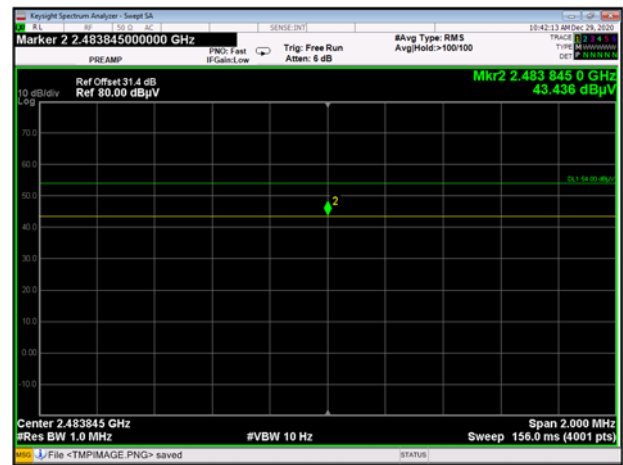 Keysight Spectrum Analyzer - Swept SA
RL RF 50 Ω AC SENSE:INT 10:42:13 AM Dec 29, 2020
Marker 2 2.483845000000 GHz #Avg Type: RMS TRACE 1 2 3 4 5 6
PNO: Fast Trig: Free Run Avg|Hold:>100/100 TYPE M
PREAMP IFGain:Low Atten: 6 dB DET P N N N N N
Mkr2 2.483 845 0 GHz
Ref Offset 31.4 dB
10 dB/div Ref 80.00 dBµV 43.436 dBµV
Log
70.0
60.0
DL1 54.00 dBµV
50.0
2
40.0
30.0
20.0
10.0
0.00
-10.0
Center 2.483845 GHz Span 2.000 MHz
#Res BW 1.0 MHz #VBW 10 Hz Sweep 156.0 ms (4001 pts)
MSG File <TMPIMAGE.PNG> saved STATUS